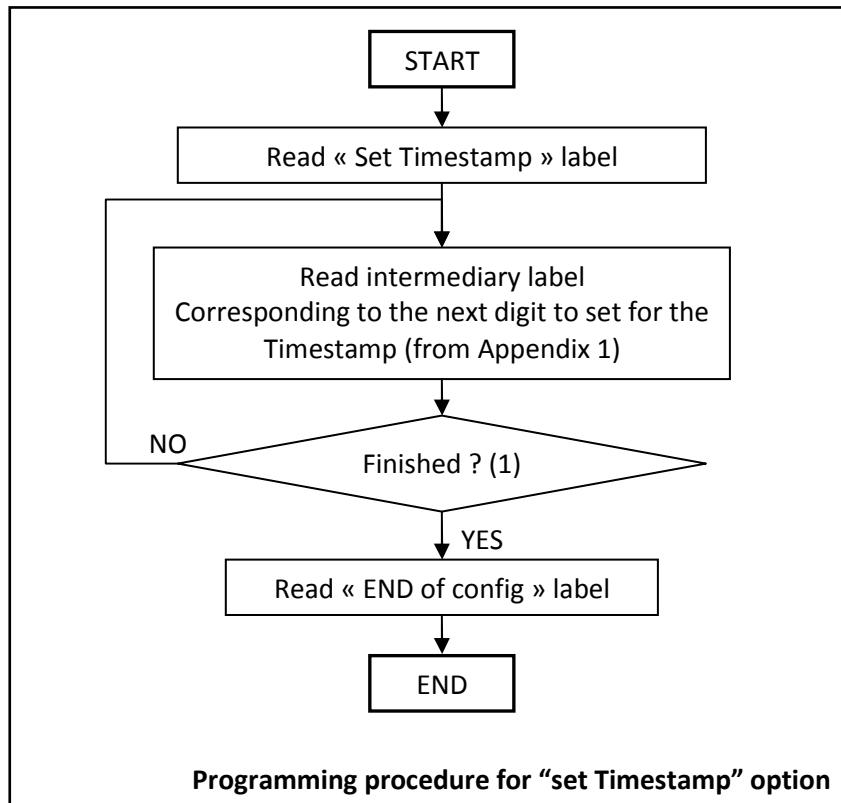 START
Read « Set Timestamp » label
Read intermediary label
Corresponding to the next digit to set for the
Timestamp (from Appendix 1)
NO
Finished ? (1)
YES
Read « END of config » label
END
Programming procedure for “set Timestamp” option